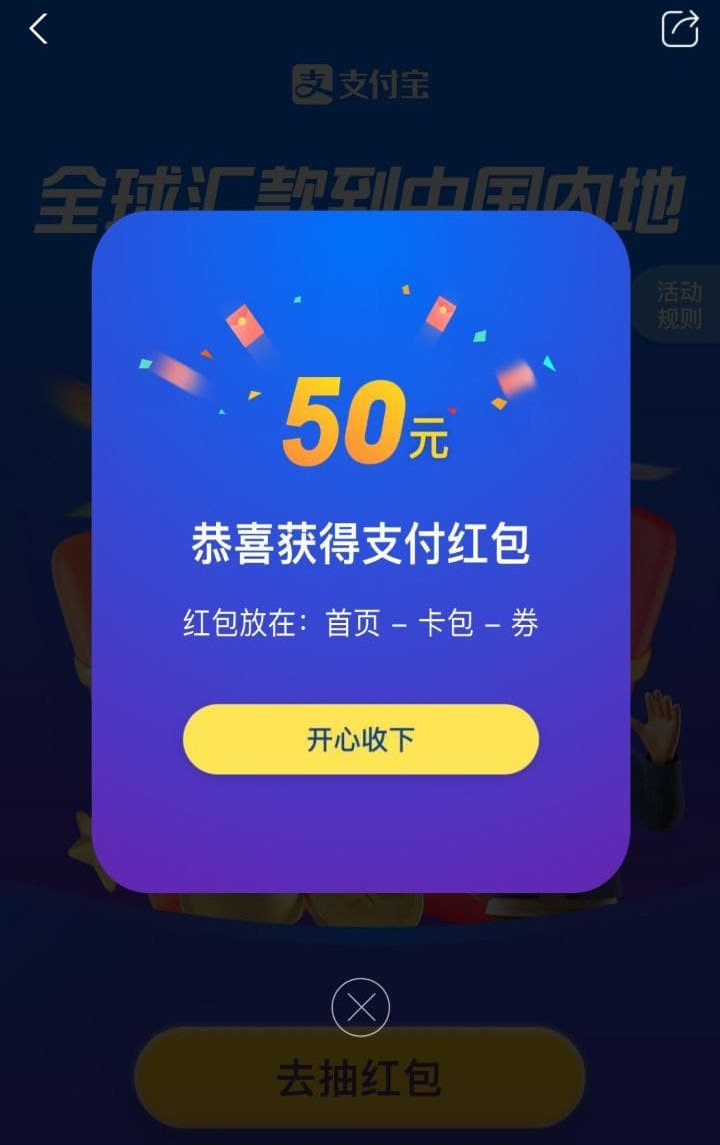 支付宝
全球汇款到中国内地
活动
规则
50元
恭喜获得支付红包
红包放在：首页 – 卡包 – 券
开心收下
去抽红包